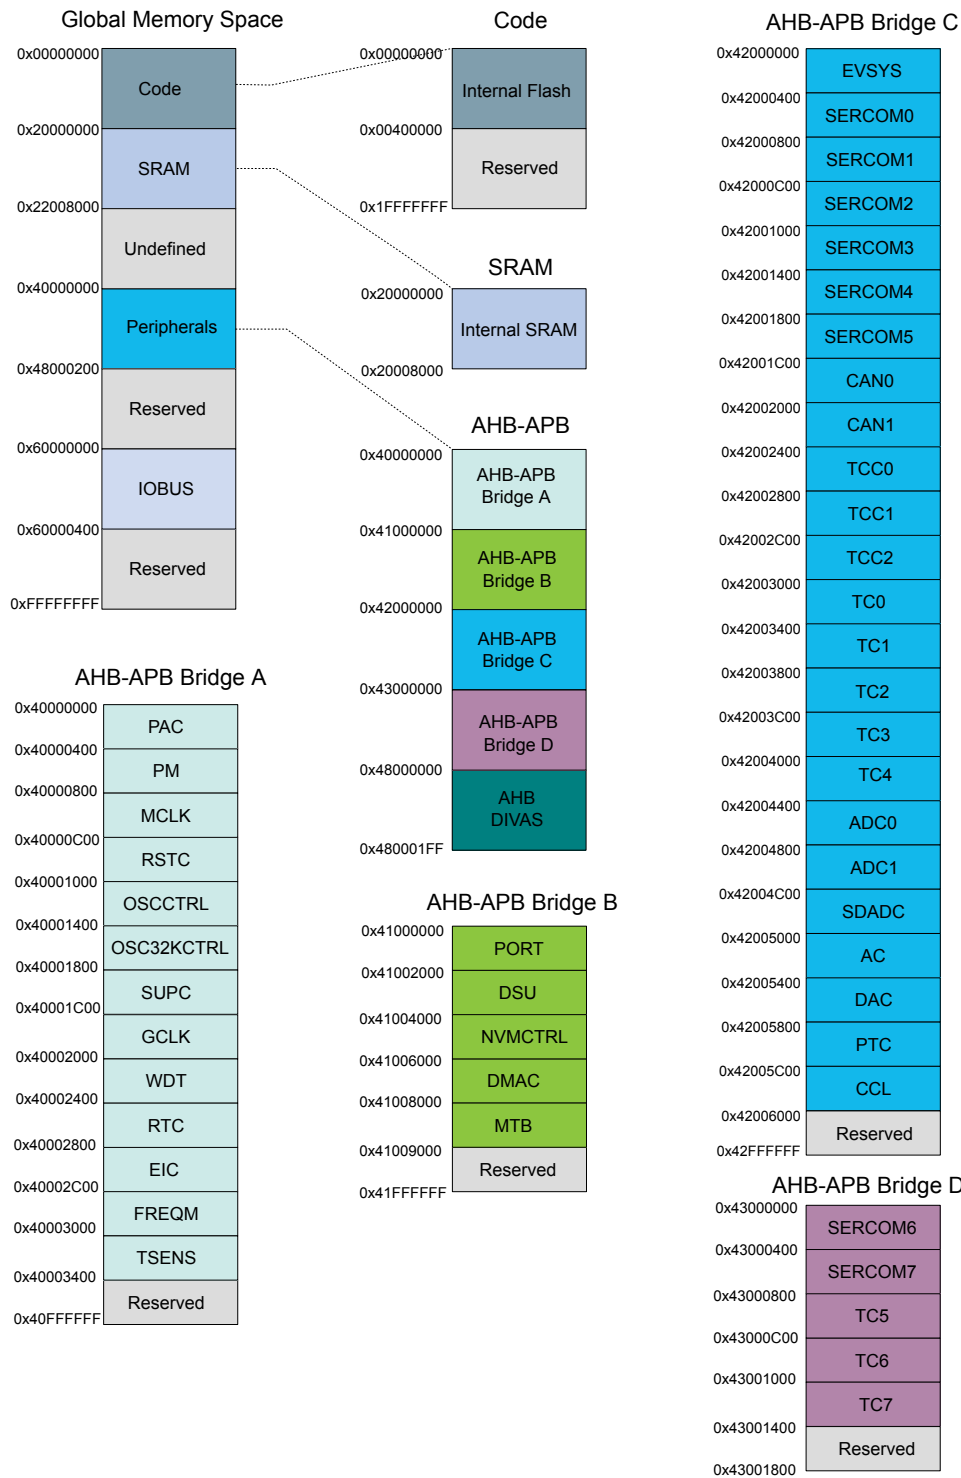 Global Memory Space
0x00000000
Code
0x20000000
SRAM
0x22008000
Undefined
0x40000000
Peripherals
0x48000200
Reserved
0x60000000
IOBUS
0x60000400
Reserved
0xFFFFFFFF
Code
0x00000000
Internal Flash
0x00400000
Reserved
0x1FFFFFFF
SRAM
0x20000000
Internal SRAM
0x20008000
AHB-APB
0x40000000
AHB-APB
Bridge A
0x41000000
AHB-APB
Bridge B
0x42000000
AHB-APB
Bridge C
0x43000000
AHB-APB
Bridge D
0x48000000
AHB
DIVAS
0x480001FF
AHB-APB Bridge A
0x40000000
PAC
0x40000400
PM
0x40000800
MCLK
0x40000C00
RSTC
0x40001000
OSCCTRL
0x40001400
OSC32KCTRL
0x40001800
SUPC
0x40001C00
GCLK
0x40002000
WDT
0x40002400
RTC
0x40002800
EIC
0x40002C00
FREQM
0x40003000
TSENS
0x40003400
Reserved
0x40FFFFFF
AHB-APB Bridge B
0x41000000
PORT
0x41002000
DSU
0x41004000
NVMCTRL
0x41006000
DMAC
0x41008000
MTB
0x41009000
Reserved
0x41FFFFFF
AHB-APB Bridge C
0x42000000
EVSYS
0x42000400
SERCOM0
0x42000800
SERCOM1
0x42000C00
SERCOM2
0x42001000
SERCOM3
0x42001400
SERCOM4
0x42001800
SERCOM5
0x42001C00
CAN0
0x42002000
CAN1
0x42002400
TCC0
0x42002800
TCC1
0x42002C00
TCC2
0x42003000
TC0
0x42003400
TC1
0x42003800
TC2
0x42003C00
TC3
0x42004000
TC4
0x42004400
ADC0
0x42004800
ADC1
0x42004C00
SDADC
0x42005000
AC
0x42005400
DAC
0x42005800
PTC
0x42005C00
CCL
0x42006000
Reserved
0x42FFFFFF
AHB-APB Bridge D
0x43000000
SERCOM6
0x43000400
SERCOM7
0x43000800
TC5
0x43000C00
TC6
0x43001000
TC7
0x43001400
Reserved
0x43001800